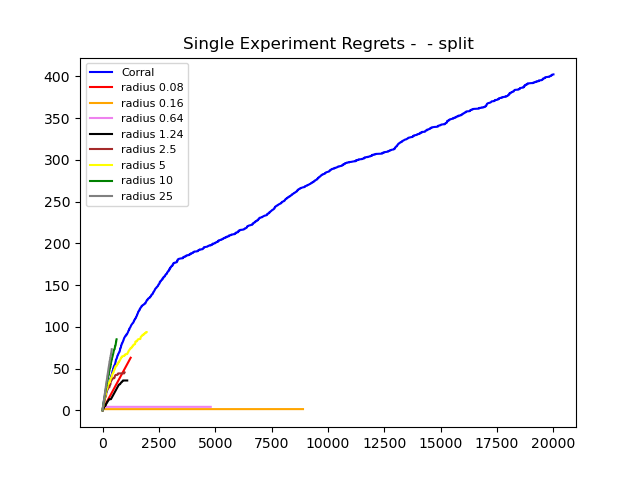 Single Experiment Regrets -  - split
Corral
radius 0.08
radius 0.16
radius 0.64
radius 1.24
radius 2.5
radius 5
radius 10
radius 25
400
350
300
250
200
150
100
50
0
0 2500 5000 7500 10000 12500 15000 17500 20000